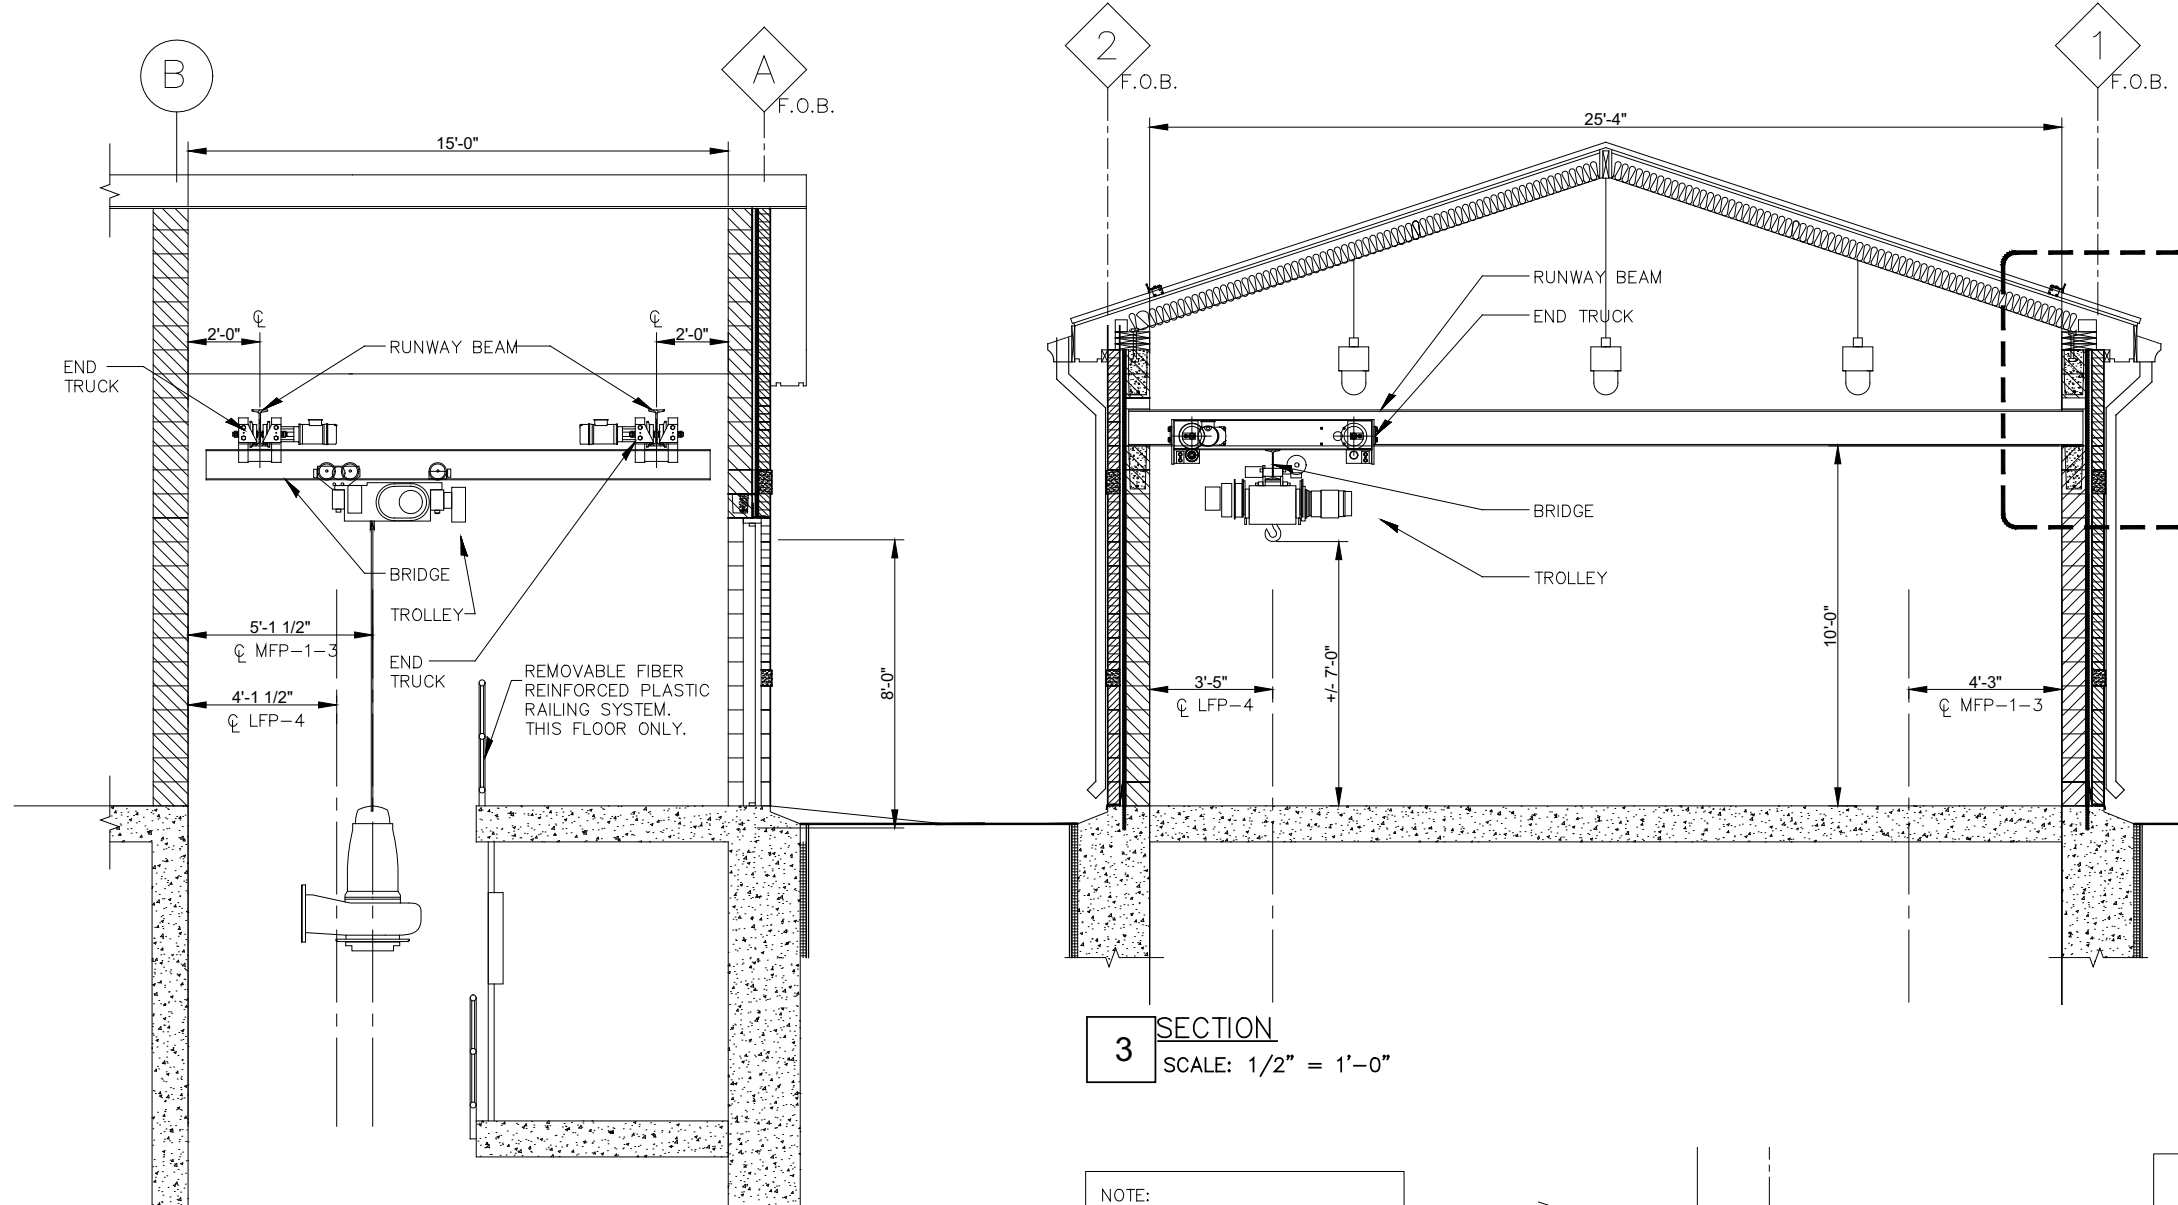 B
A
F.O.B.
2
F.O.B.
1
F.O.B.
15'-0"
25'-4"
℄
2'-0"
℄
2'-0"
END
TRUCK
RUNWAY BEAM
BRIDGE
TROLLEY
5'-1 1/2"
℄ MFP-1-3
4'-1 1/2"
℄ LFP-4
END
TRUCK
REMOVABLE FIBER
REINFORCED PLASTIC
RAILING SYSTEM.
THIS FLOOR ONLY.
8'-0"
RUNWAY BEAM
END TRUCK
BRIDGE
TROLLEY
3'-5"
℄ LFP-4
+/- 7'-0"
10'-0"
4'-3"
℄ MFP-1-3
3
SECTION
SCALE: 1/2" = 1'-0"
NOTE: